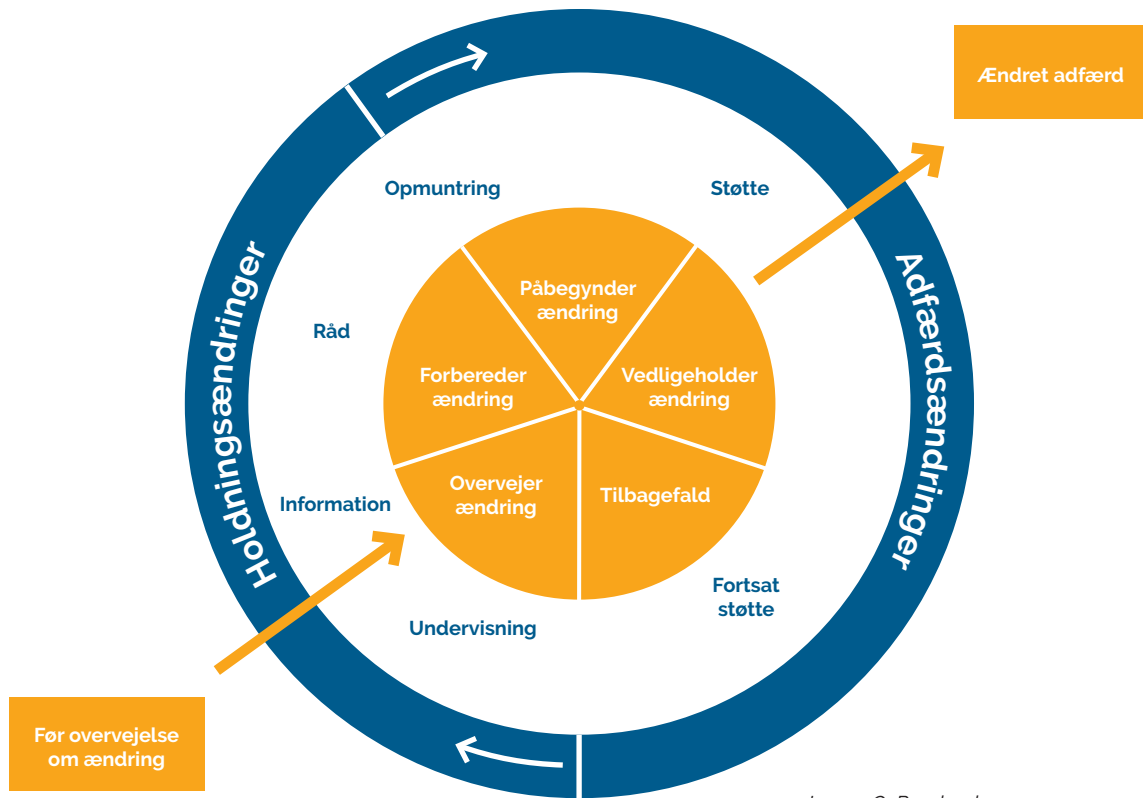 Ændret adfærd
Opmuntring
Støtte
Holdningsændringer
Adfærdsændringer
Påbegynder
ændring
Råd
Forbereder
ændring
Vedligeholder
ændring
Overvejer
ændring
Tilbagefald
Information
Fortsat
støtte
Undervisning
Før overvejelse
om ændring